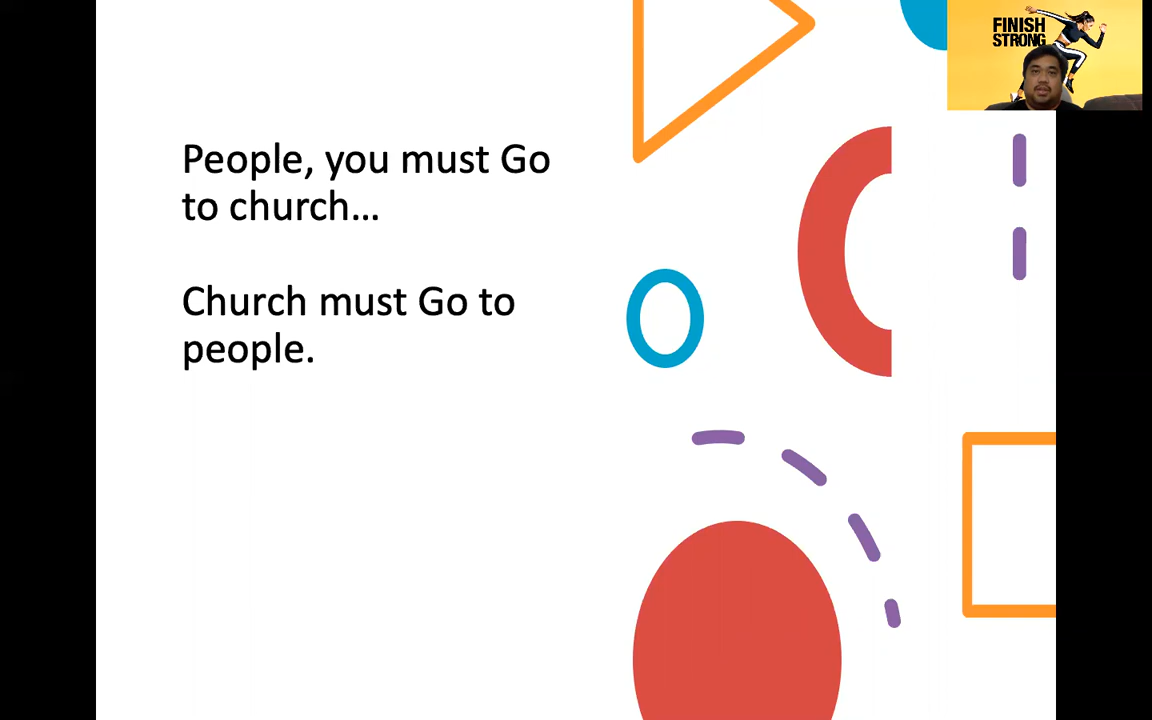 FINISH
STRONG
People, you must Go
to church...
Church must Go to
people.